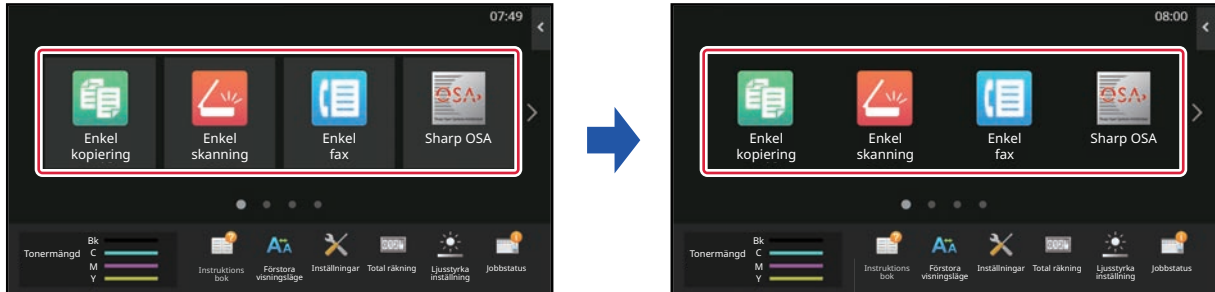 07:49
Enkel
kopiering
Enkel
skanning
Enkel
fax
OSA
Sharp OSA
Tonermängd
Bk
C
M
Y
Instruktions
bok
Förstora
visningsläge
Inställningar
Total räkning
Ljusstyrka
inställning
Jobbstatus
08:00
Enkel
kopiering
Enkel
skanning
Enkel
fax
OSA
Sharp OSA
Tonermängd
Bk
C
M
Y
Instruktions
bok
Förstora
visningsläge
Inställningar
Total räkning
Ljusstyrka
inställning
Jobbstatus